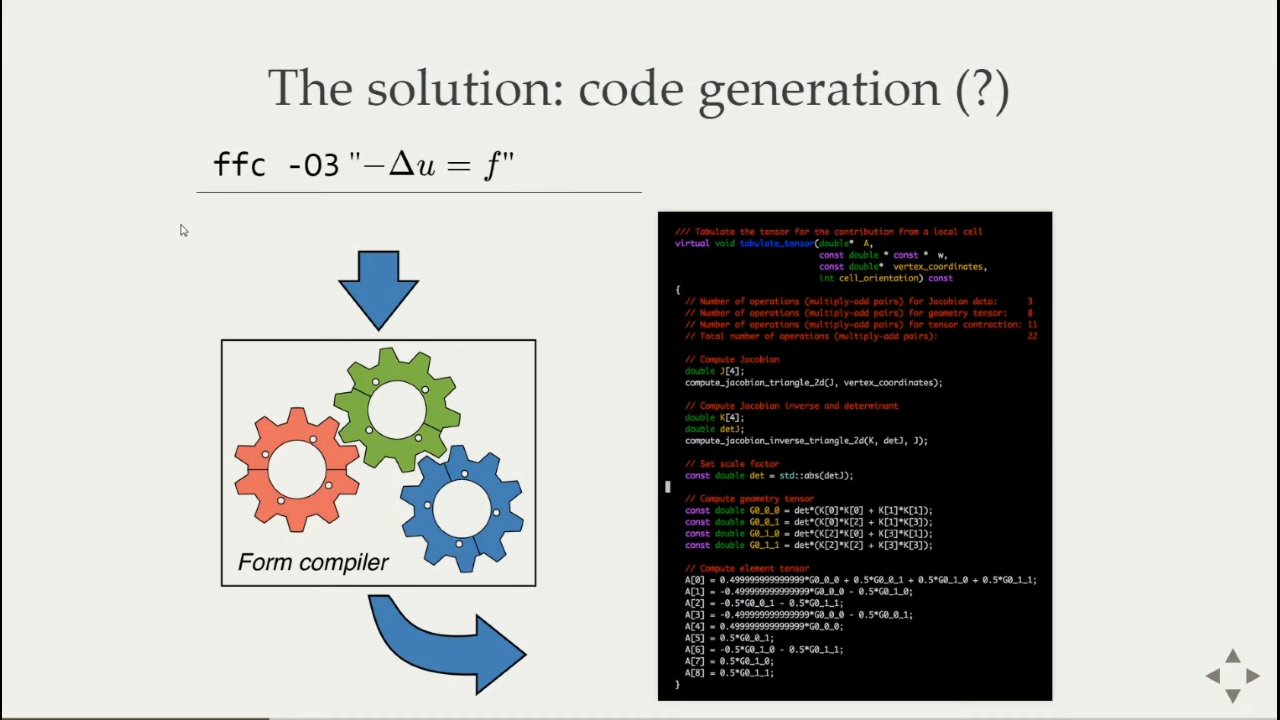 The solution: code generation (?)
ffc -O3 "−Δu = f"
Form compiler
/// Tabulate the tensor for the contribution from a local cell
virtual void tabulate_tensor(double* A,
const double * const * w,
const double* vertex_coordinates,
int cell_orientation) const
{
// Number of operations (multiply-add pairs) for Jacobian data: 3
// Number of operations (multiply-add pairs) for geometry tensor: 8
// Number of operations (multiply-add pairs) for tensor contraction: 11
// Total number of operations (multiply-add pairs): 22
// Compute Jacobian
double J[4];
compute_jacobian_triangle_2d(J, vertex_coordinates);
// Compute Jacobian inverse and determinant
double K[4];
double detJ;
compute_jacobian_inverse_triangle_2d(K, detJ, J);
// Set scale factor
const double det = std::abs(detJ);
// Compute geometry tensor
const double G0_0_0 = det*(K[0]*K[0] + K[1]*K[1]);
const double G0_0_1 = det*(K[0]*K[2] + K[1]*K[3]);
const double G0_1_0 = det*(K[2]*K[0] + K[3]*K[1]);
const double G0_1_1 = det*(K[2]*K[2] + K[3]*K[3]);
// Compute element tensor
A[0] = 0.499999999999999*G0_0_0 + 0.5*G0_0_1 + 0.5*G0_1_0 + 0.5*G0_1_1;
A[1] = -0.499999999999999*G0_0_0 - 0.5*G0_1_0;
A[2] = -0.5*G0_0_1 - 0.5*G0_1_1;
A[3] = -0.499999999999999*G0_0_0 - 0.5*G0_0_1;
A[4] = 0.499999999999999*G0_0_0;
A[5] = 0.5*G0_0_1;
A[6] = -0.5*G0_1_0 - 0.5*G0_1_1;
A[7] = 0.5*G0_1_0;
A[8] = 0.5*G0_1_1;
}